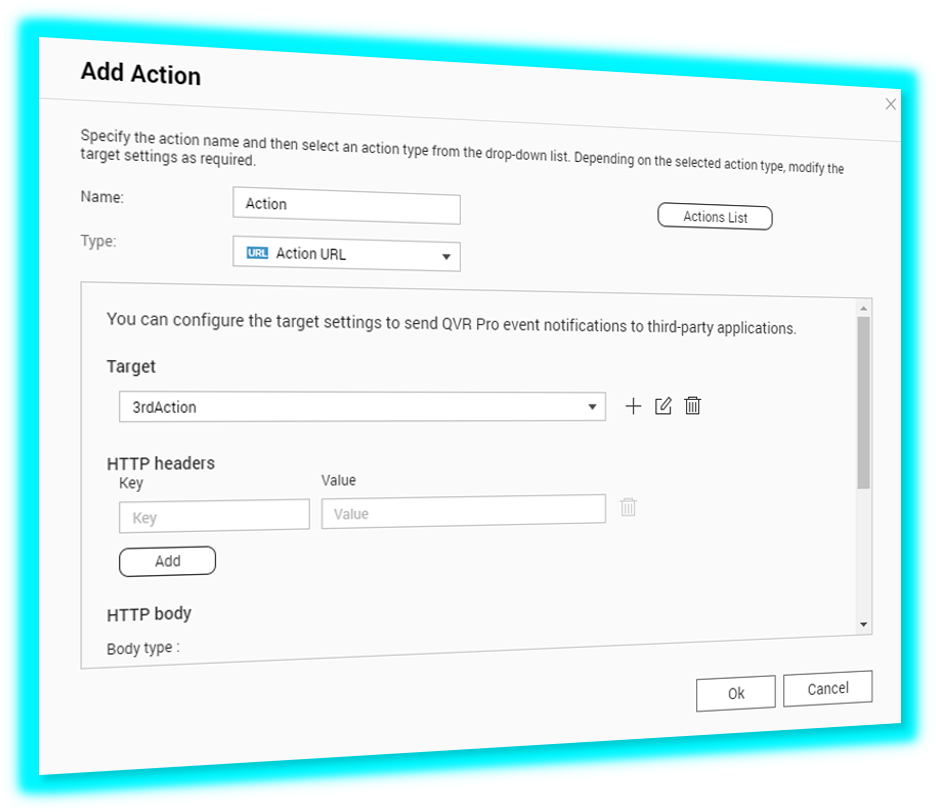 Add Action
Specify the action name and then select an action type from the drop-down list. Depending on the selected action type, modify the
target settings as required.
Name:
Action
Actions List
Type:
URL Action URL
You can configure the target settings to send QVR Pro event notifications to third-party applications.
Target
3rdAction
HTTP headers
Key
Value
Key
Value
Add
HTTP body
Body type :
Ok
Cancel